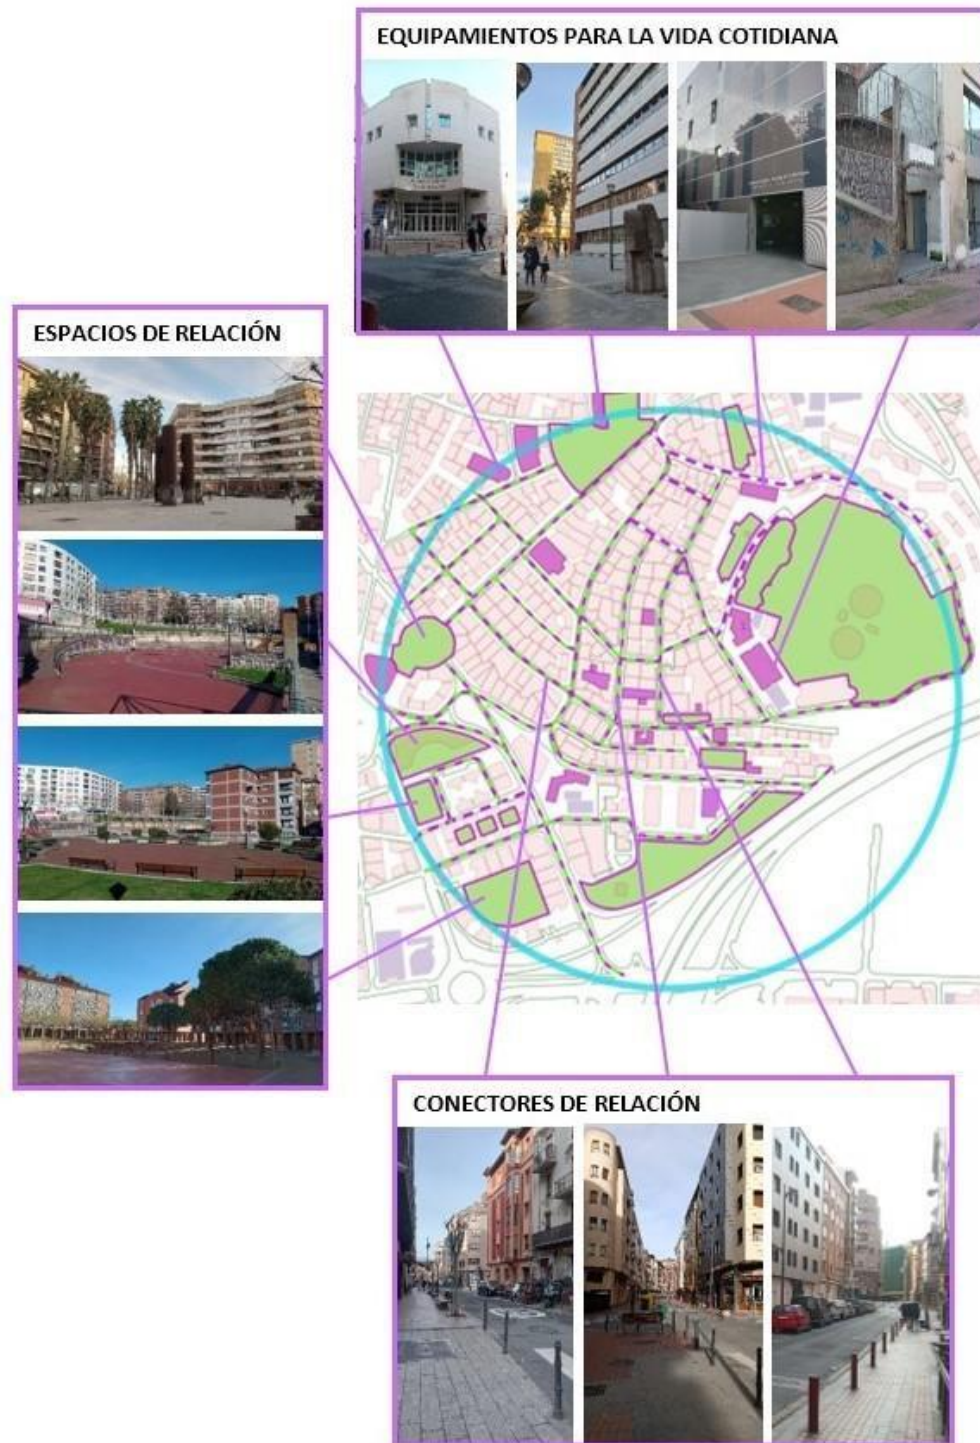 EQUIPAMIENTOS PARA LA VIDA COTIDIANA
ESPACIOS DE RELACIÓN
CONECTORES DE RELACIÓN